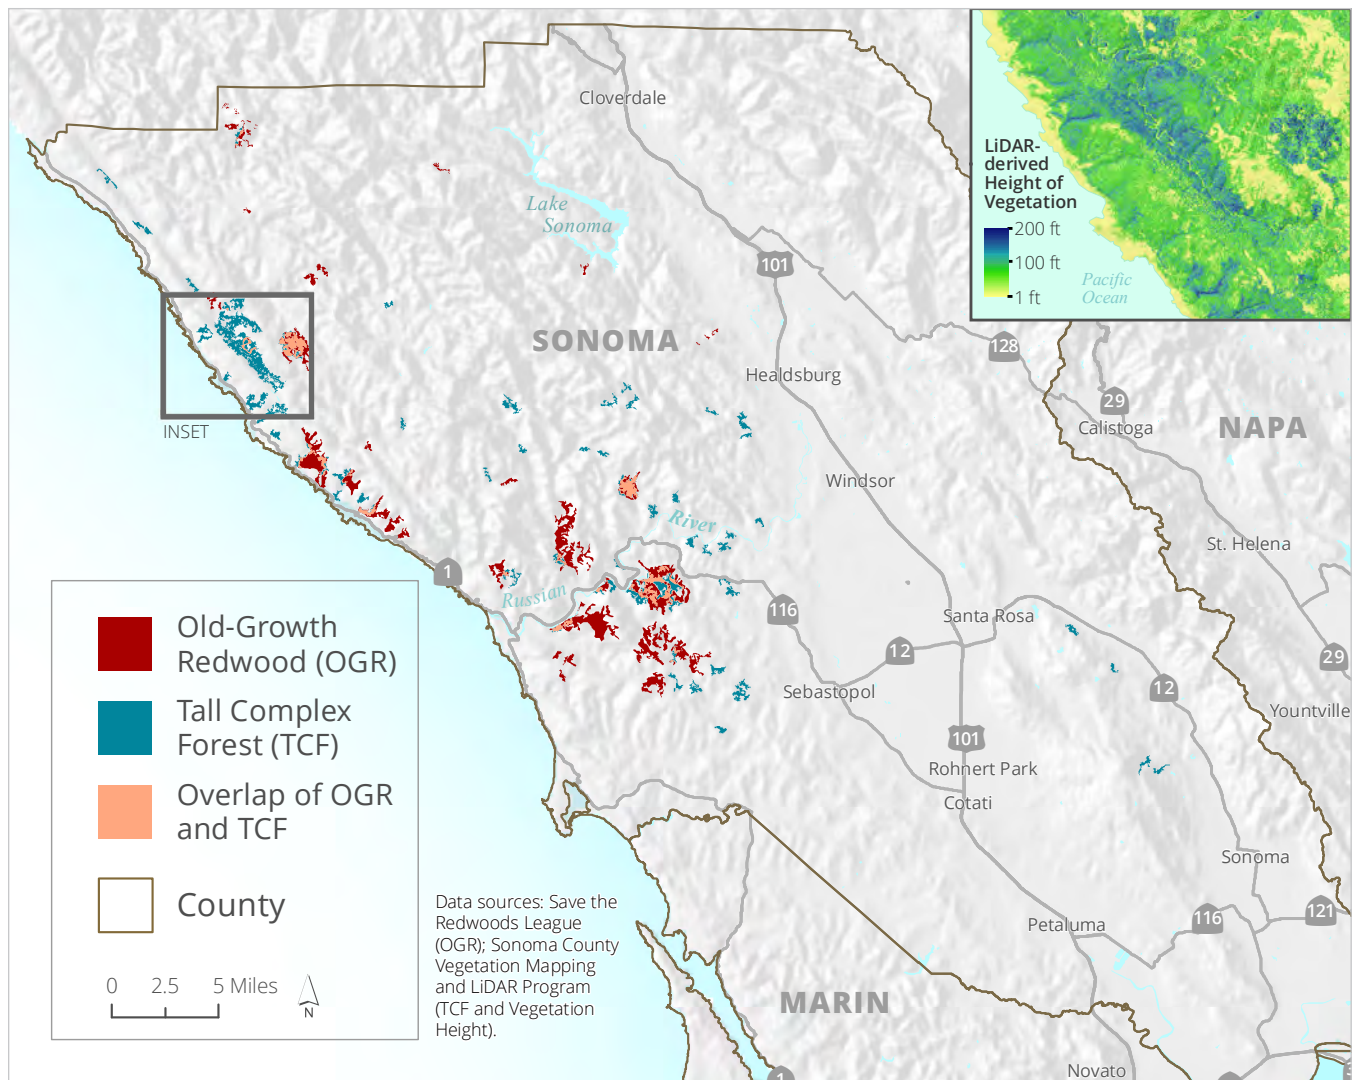 Cloverdale
Lake
Sonoma
101
SONOMA
Healdsburg
128
29
Calistoga
NAPA
Windsor
River
St. Helena
INSET
1
Russian
116
Santa Rosa
12
29
Sebastopol
12
Yountville
101
Rohnert Park
Cotati
Sonoma
Petaluma
116
121
MARIN
Novato
1
LiDAR-
derived
Height of
Vegetation
200 ft
100 ft
1 ft
Pacific
Ocean
Old-Growth
Redwood (OGR)
Tall Complex
Forest (TCF)
Overlap of OGR
and TCF
County
0 2.5 5 Miles
N
Data sources: Save the
Redwoods League
(OGR); Sonoma County
Vegetation Mapping
and LiDAR Program
(TCF and Vegetation
Height).